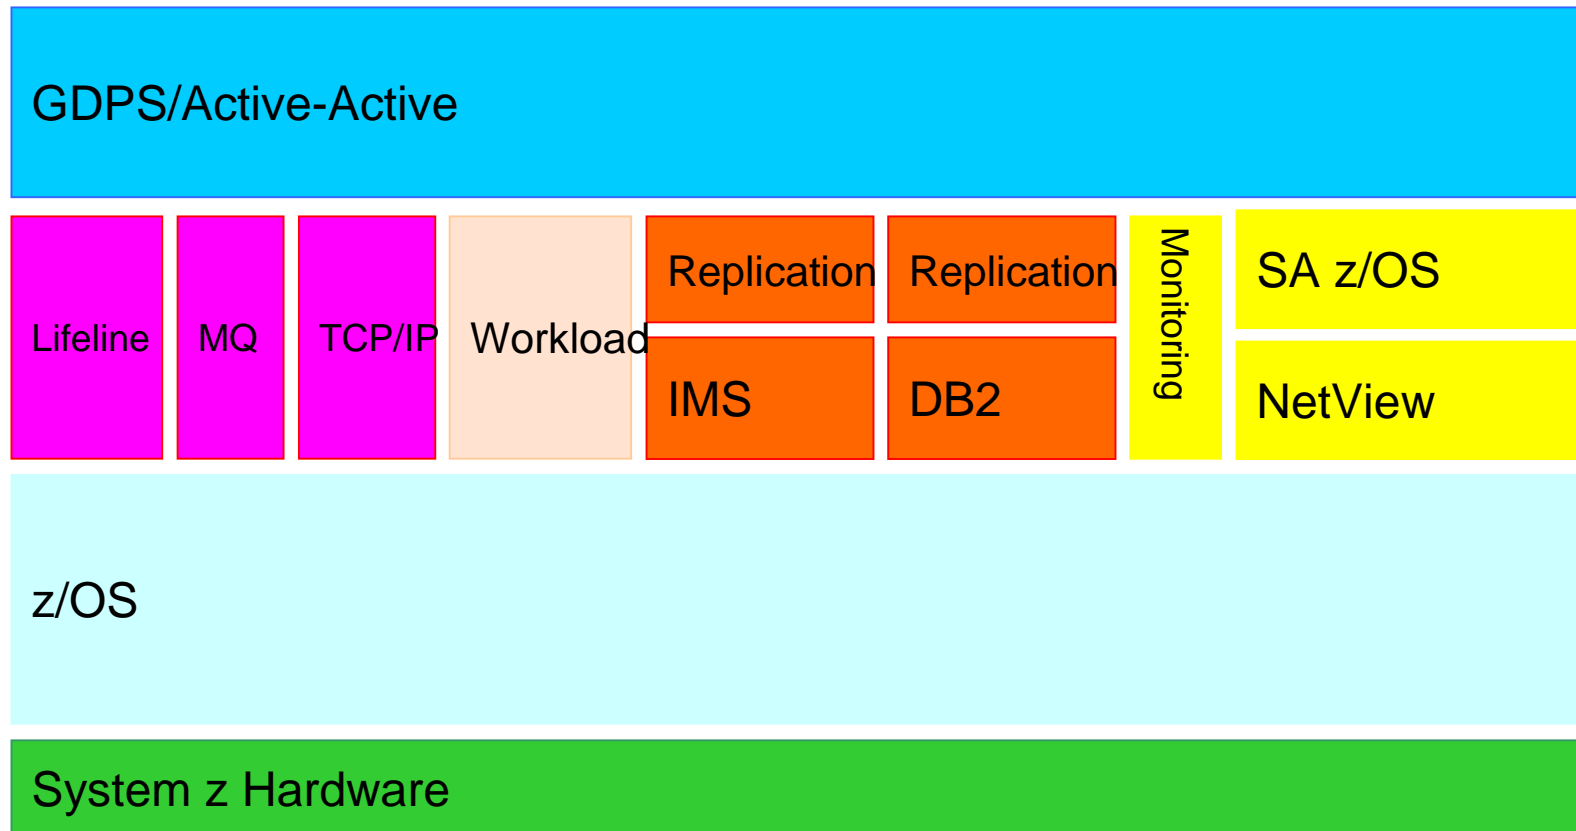 GDPS/Active-Active
Lifeline
MQ
TCP/IP
Workload
Replication
IMS
Replication
DB2
Monitoring
SA z/OS
NetView
z/OS
System z Hardware